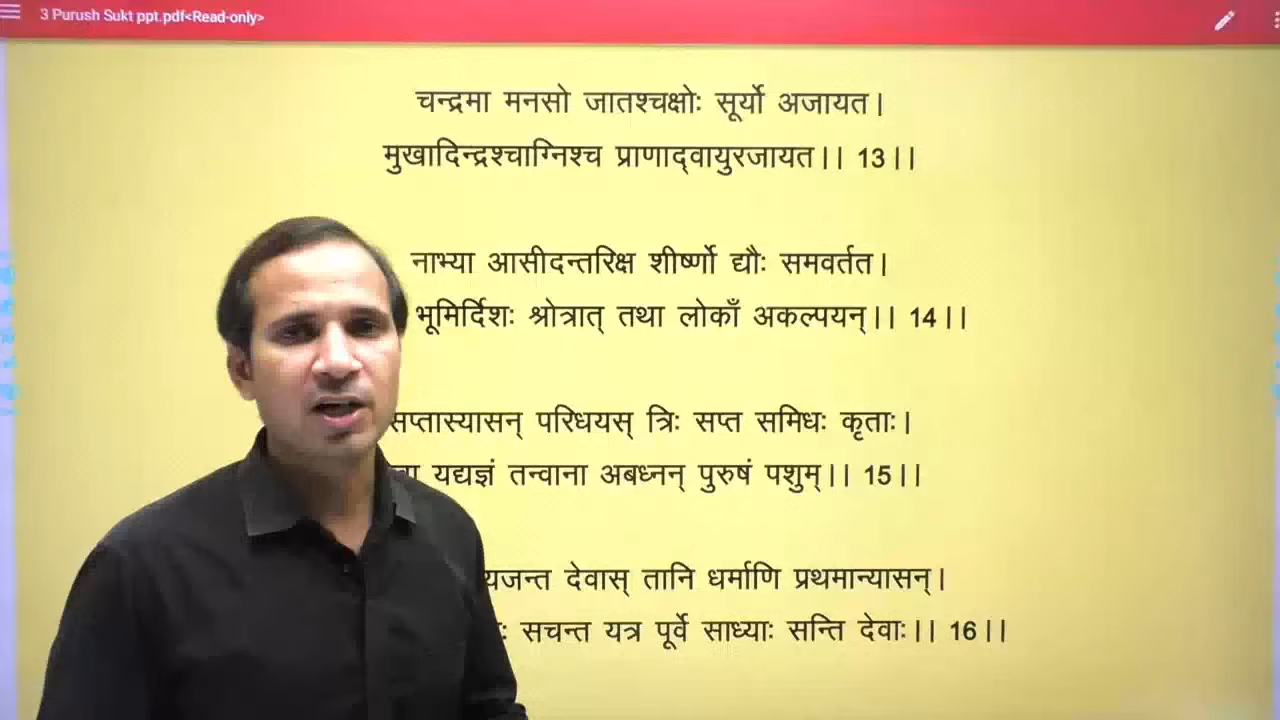 3 Purush Sukt ppt.pdf<Read-only>
चन्द्रमा मनसो जातश्चक्षोः सूर्यो अजायत।
मुखादिन्द्रश्चाग्निश्च प्राणाद्वायुरजायत।। 13।।
नाभ्या आसीदन्तरिक्ष शीर्ष्णो द्यौः समवर्तत।
भूमिर्दिशः श्रोत्रात् तथा लोकाँ अकल्पयन्।। 14।।
सप्तास्यासन् परिधयस् त्रिः सप्त समिधः कृताः।
यद्यज्ञं तन्वाना अबध्नन् पुरुषं पशुम्।। 15।।
यजन्त देवास् तानि धर्माणि प्रथमान्यासन्।
सचन्त यत्र पूर्वे साध्याः सन्ति देवाः।। 16।।